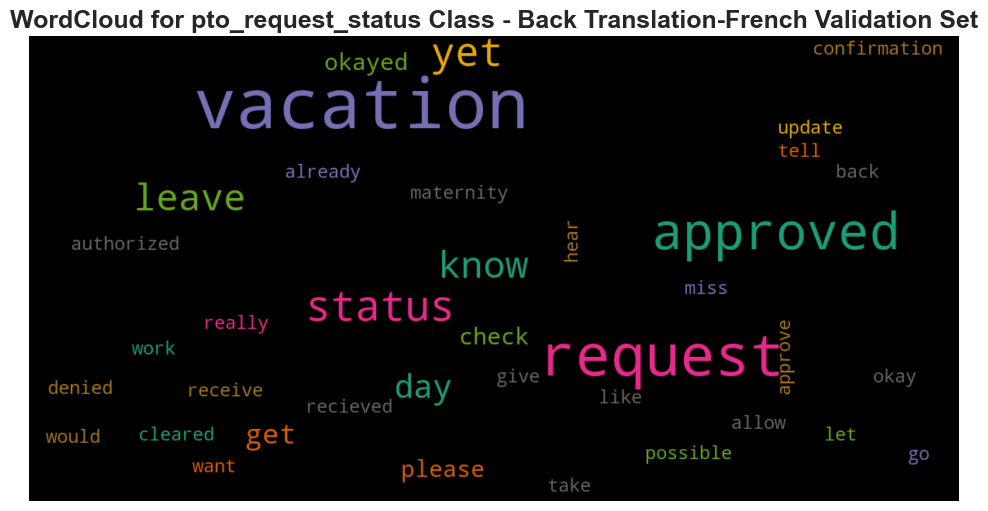 WordCloud for pto_request_status Class - Back Translation-French Validation Set
yet
confirmation
okayed
vacation
update
tell
already
back
maternity
leave
approved
authorized
hear
know
miss
status
really
check
request
work
approve
give
okay
denied
receive
day
like
recieved
allow
would
cleared
get
let
possible
go
want
please
take